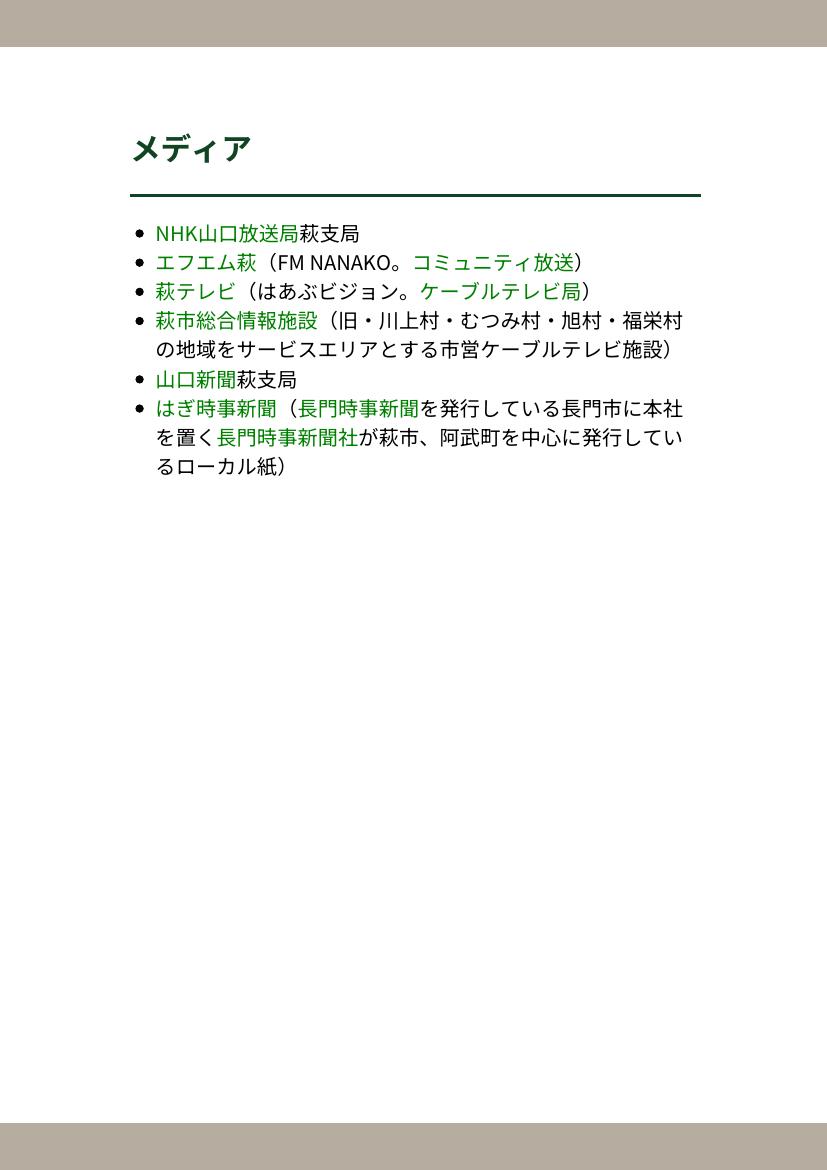 メディア
NHK山口放送局萩支局
エフエム萩（FM NANAKO。コミュニティ放送）
萩テレビ（はあぶビジョン。ケーブルテレビ局）
萩市総合情報施設（旧・川上村・むつみ村・旭村・福栄村
の地域をサービスエリアとする市営ケーブルテレビ施設）
山口新聞萩支局
はぎ時事新聞（長門時事新聞を発行している長門市に本社
を置く長門時事新聞社が萩市、阿武町を中心に発行してい
るローカル紙）